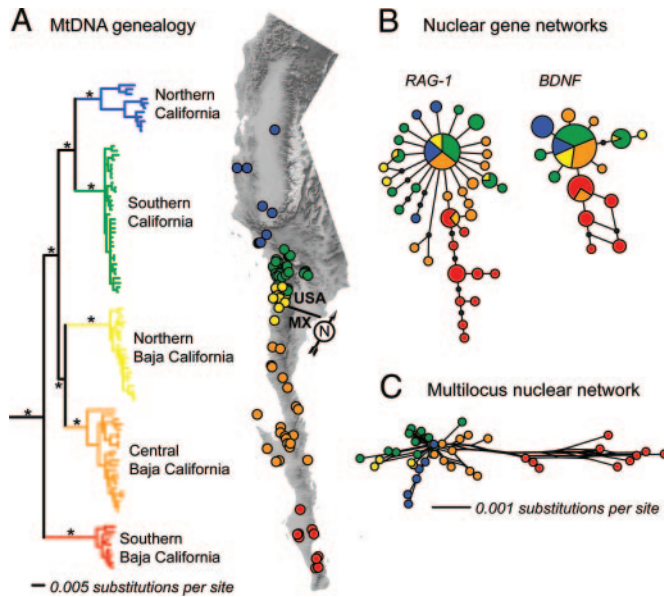 A MtDNA genealogy
Northern
California
Southern
California
Northern
Baja California
Central
Baja California
Southern
Baja California
0.005 substitutions per site
USA
MX
N
B Nuclear gene networks
RAG-1 BDNF
C Multilocus nuclear network
0.001 substitutions per site